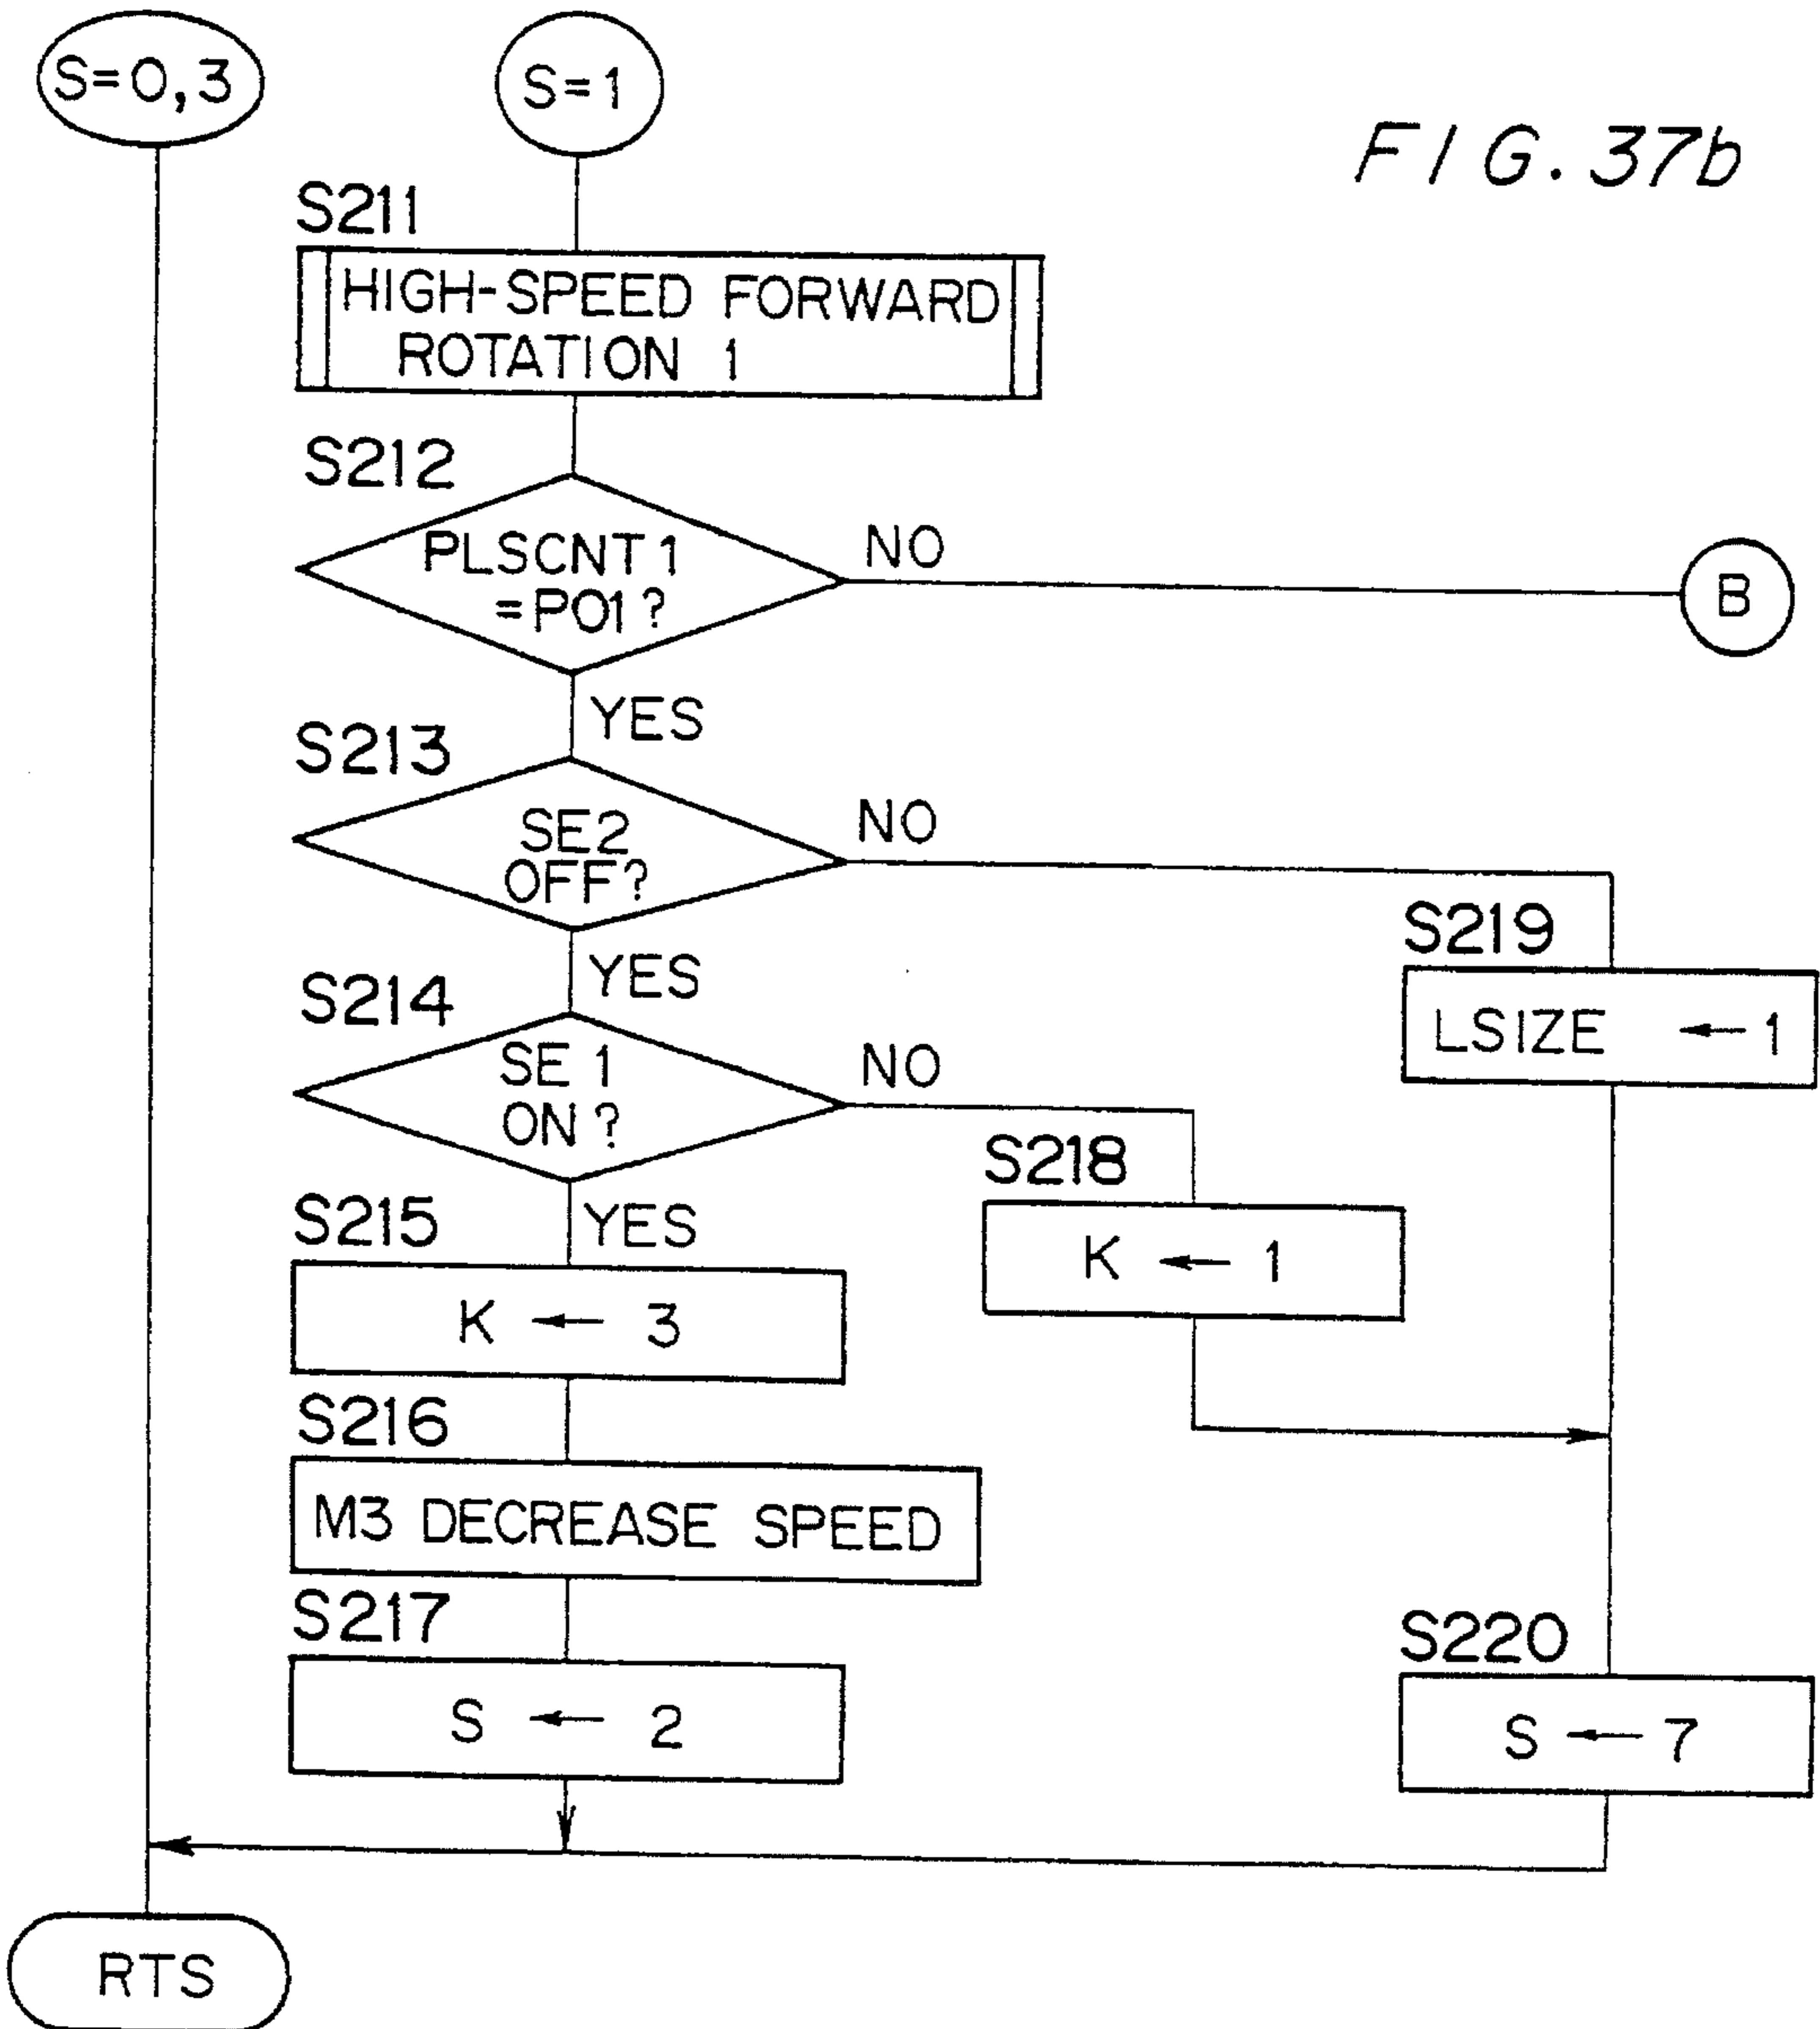 S=0,3
S=1
FIG. 37b
S211
HIGH-SPEED FORWARD
ROTATION 1
S212
PLSCNT 1
=P01?
NO
B
YES
S213
SE2
OFF?
NO
YES
S219
LSIZE ← 1
S214
SE 1
ON?
NO
YES
S218
K ← 1
S215
K ← 3
S216
M3 DECREASE SPEED
S217
S ← 2
S220
S ← 7
RTS